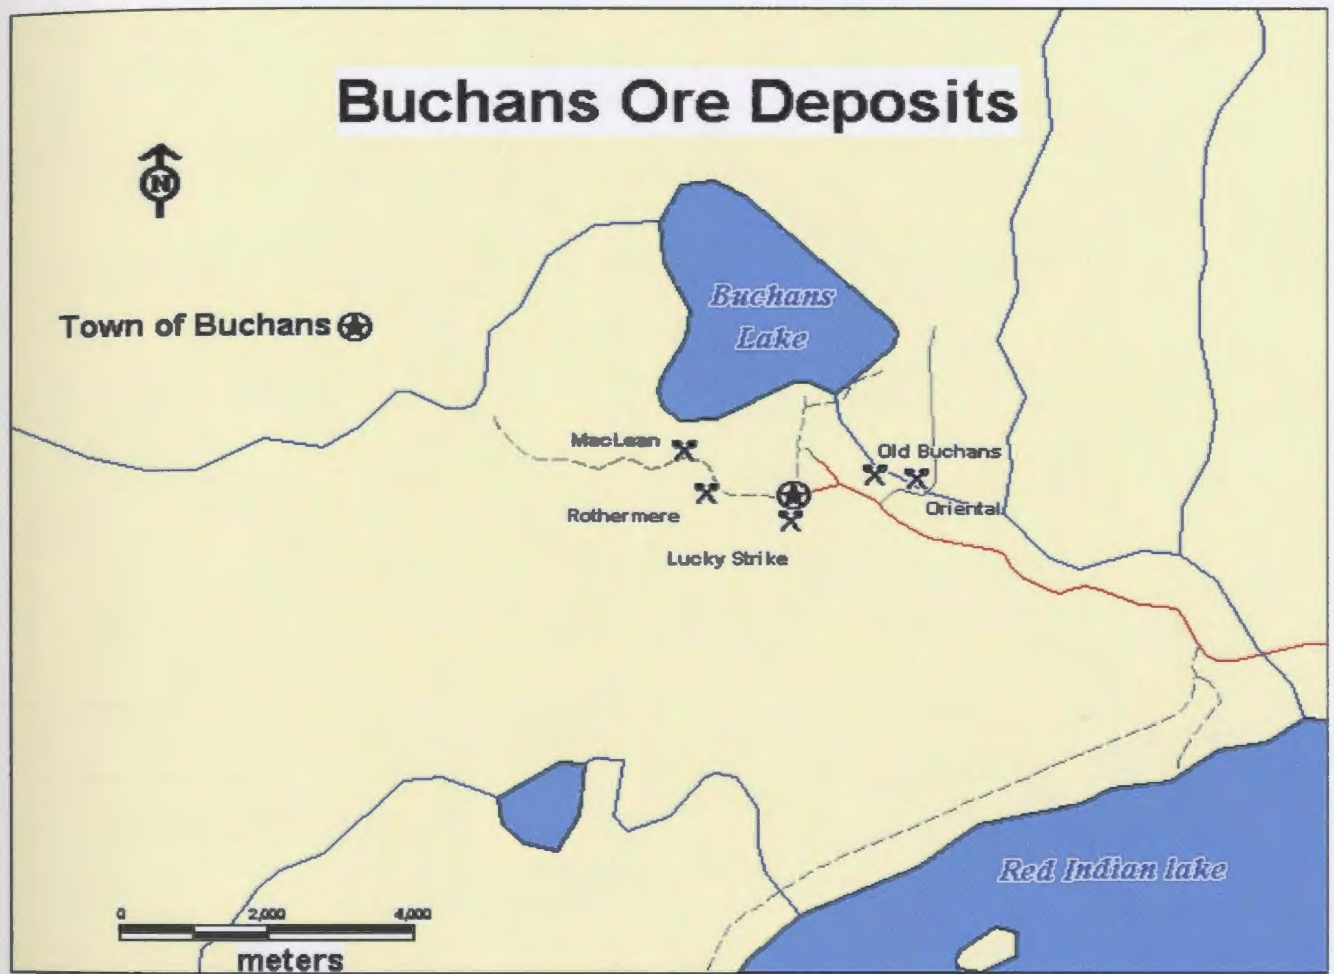 Buchans Ore Deposits
N
Buchans
Lake
Town of Buchans
MacLean
Old Buchans
Rothermere
Oriental
Lucky Strike
Red Indian lake
0 2,000 4,000
meters